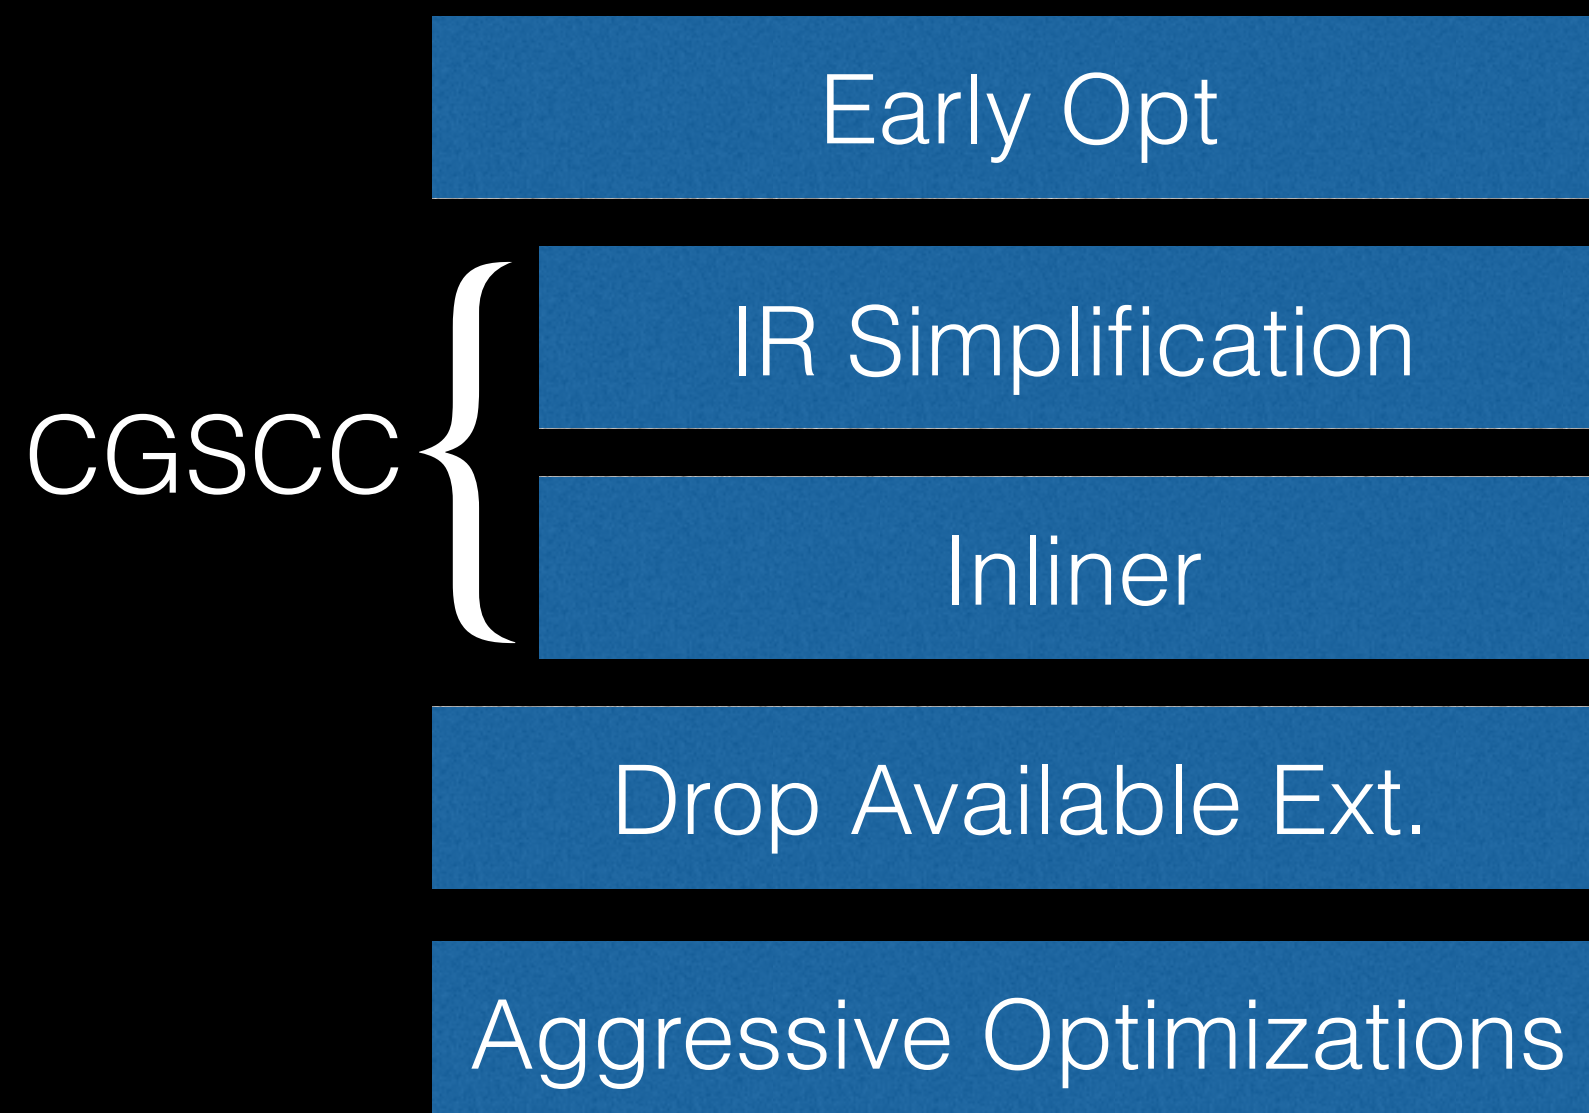 Early Opt
IR Simplification
CGSCC
Inliner
Drop Available Ext.
Aggressive Optimizations